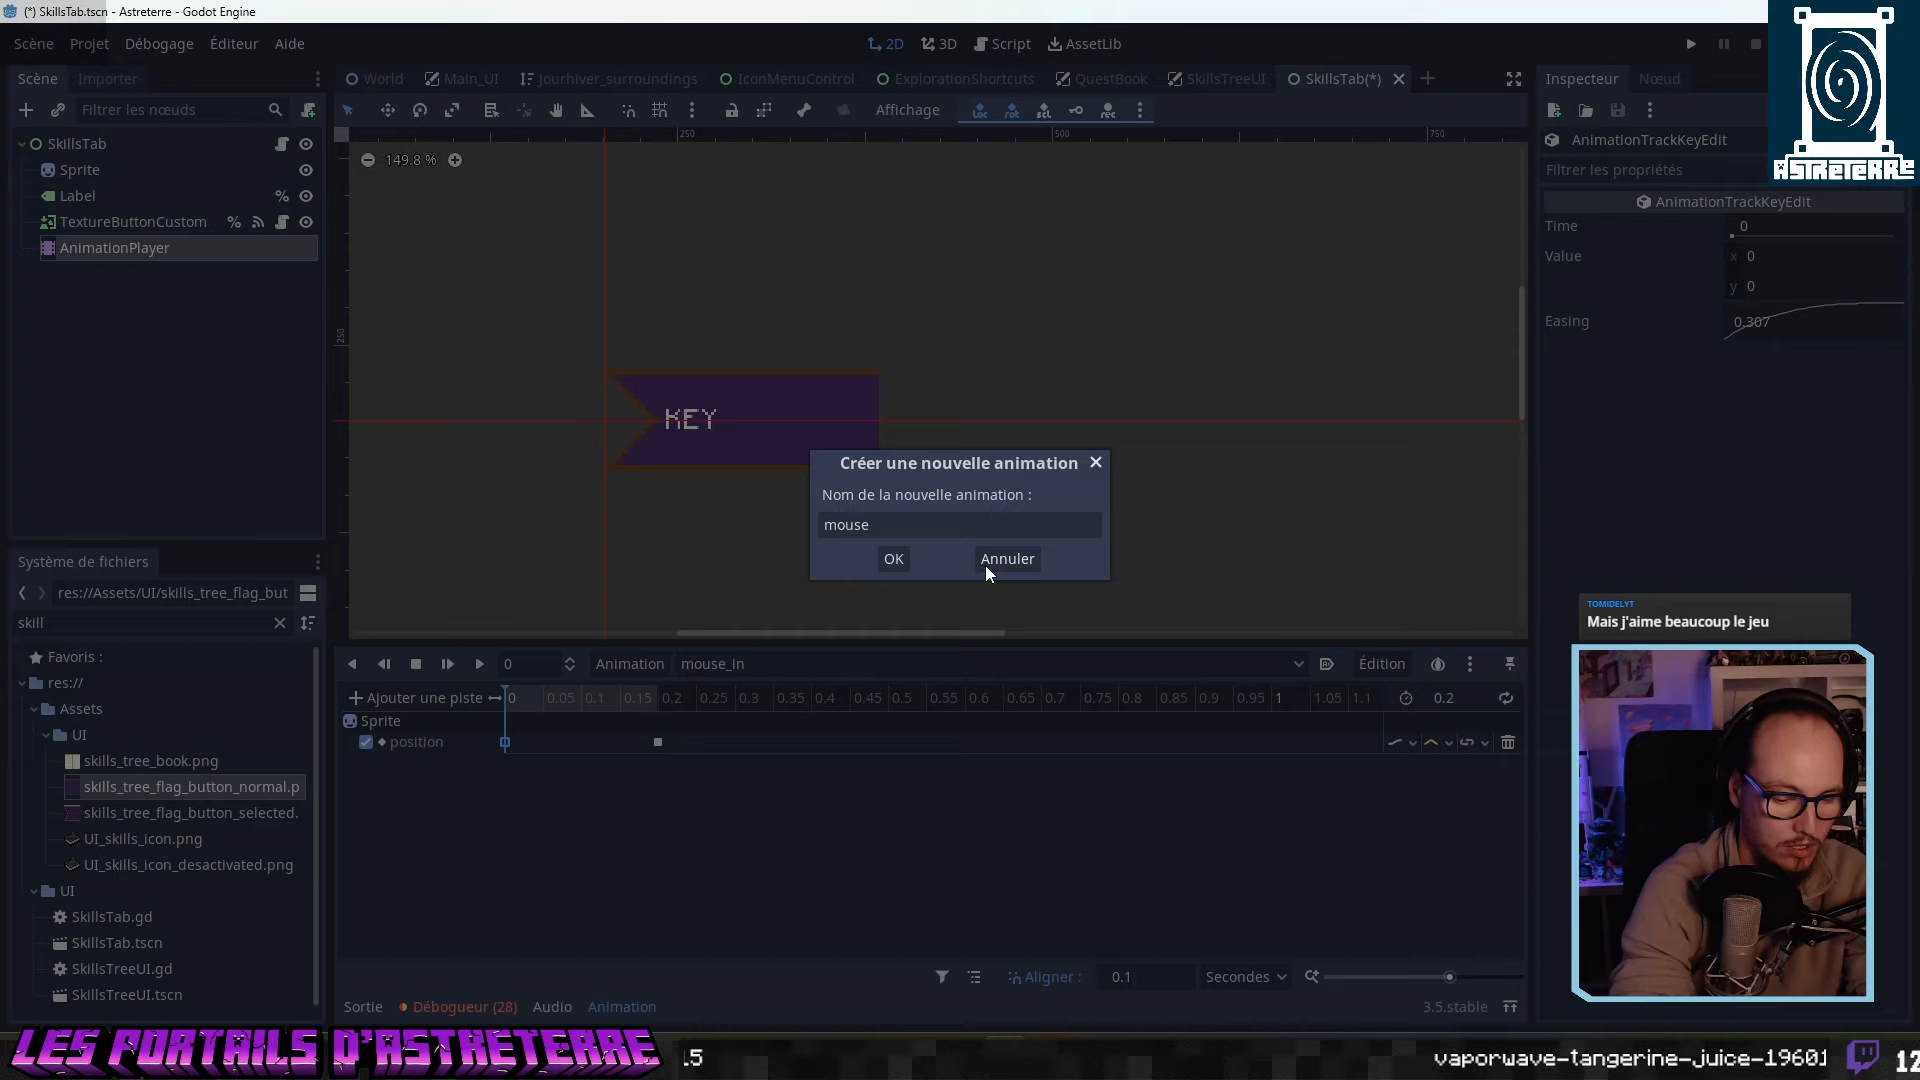 (*) SkillsTab.tscn - Astreterre - Godot Engine
Scène Projet Débogage Éditeur Aide
2D 3D Script AssetLib
Scène Importer
World Main_UI Jourhiver_surroundings IconMenuControl ExplorationShortcuts QuestBook SkillsTreeUI SkillsTab(*)
Inspecteur Nœud
Filtrer les nœuds
Affichage
SkillsTab
Sprite
Label
TextureButtonCustom
AnimationPlayer
250 500 750
149.8 %
250
KEY
AnimationTrackKeyEdit
Filtrer les propriétés
AnimationTrackKeyEdit
Time 0
Value x 0
y 0
Easing 0.307
ASTRETERRE
Créer une nouvelle animation
Nom de la nouvelle animation :
mouse
OK Annuler
Système de fichiers
res://Assets/UI/skills_tree_flag_but
skill
Favoris :
res://
Assets
UI
skills_tree_book.png
skills_tree_flag_button_normal.p
skills_tree_flag_button_selected.
UI_skills_icon.png
UI_skills_icon_desactivated.png
UI
SkillsTab.gd
SkillsTab.tscn
SkillsTreeUI.gd
SkillsTreeUI.tscn
0 Animation mouse_in Édition
Ajouter une piste 0 0.05 0.1 0.15 0.2 0.25 0.3 0.35 0.4 0.45 0.5 0.55 0.6 0.65 0.7 0.75 0.8 0.85 0.9 0.95 1 1.05 1.1 0.2
Sprite
position
Aligner : 0.1 Secondes
Sortie Débogueur (28) Audio Animation 3.5.stable
TOMIDELYT
Mais j'aime beaucoup le jeu
LES PORTAILS D'ASTRETERRE
15
vaporwave-tangerine-juice-19601
12